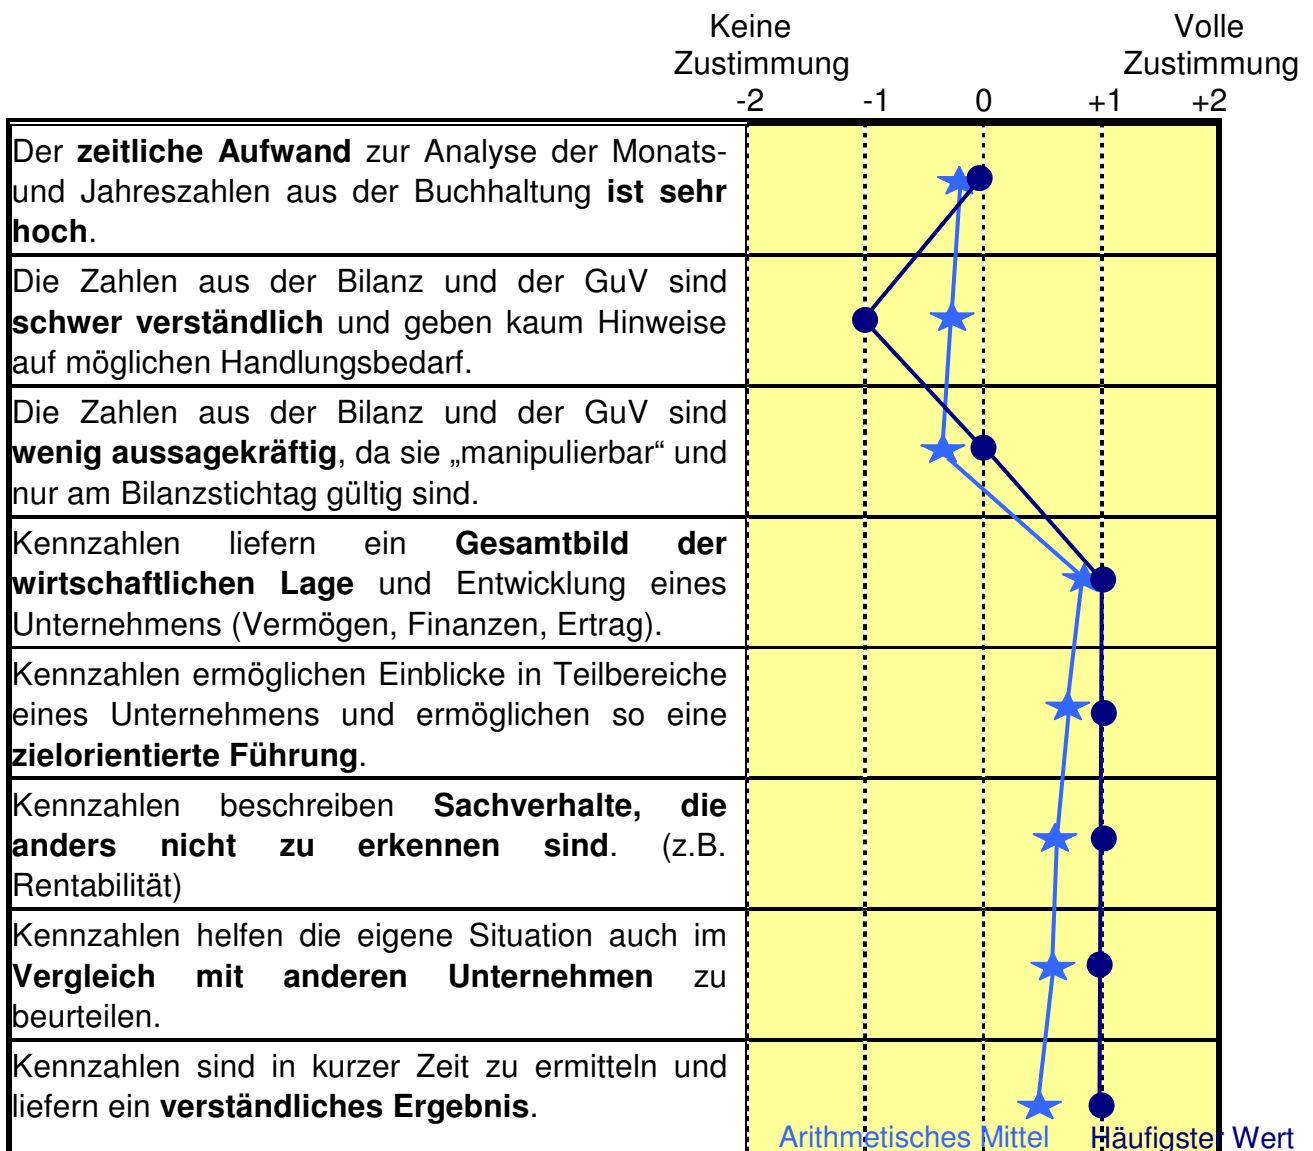 Keine Volle
Zustimmung Zustimmung
-2 -1 0 +1 +2
Der zeitliche Aufwand zur Analyse der Monats-
und Jahreszahlen aus der Buchhaltung ist sehr
hoch.
Die Zahlen aus der Bilanz und der GuV sind
schwer verständlich und geben kaum Hinweise
auf möglichen Handlungsbedarf.
Die Zahlen aus der Bilanz und der GuV sind
wenig aussagekräftig, da sie „manipulierbar“ und
nur am Bilanzstichtag gültig sind.
Kennzahlen liefern ein Gesamtbild der
wirtschaftlichen Lage und Entwicklung eines
Unternehmens (Vermögen, Finanzen, Ertrag).
Kennzahlen ermöglichen Einblicke in Teilbereiche
eines Unternehmens und ermöglichen so eine
zielorientierte Führung.
Kennzahlen beschreiben Sachverhalte, die
anders nicht zu erkennen sind. (z.B.
Rentabilität)
Kennzahlen helfen die eigene Situation auch im
Vergleich mit anderen Unternehmen zu
beurteilen.
Kennzahlen sind in kurzer Zeit zu ermitteln und
liefern ein verständliches Ergebnis.
Arithmetisches Mittel Häufigster Wert